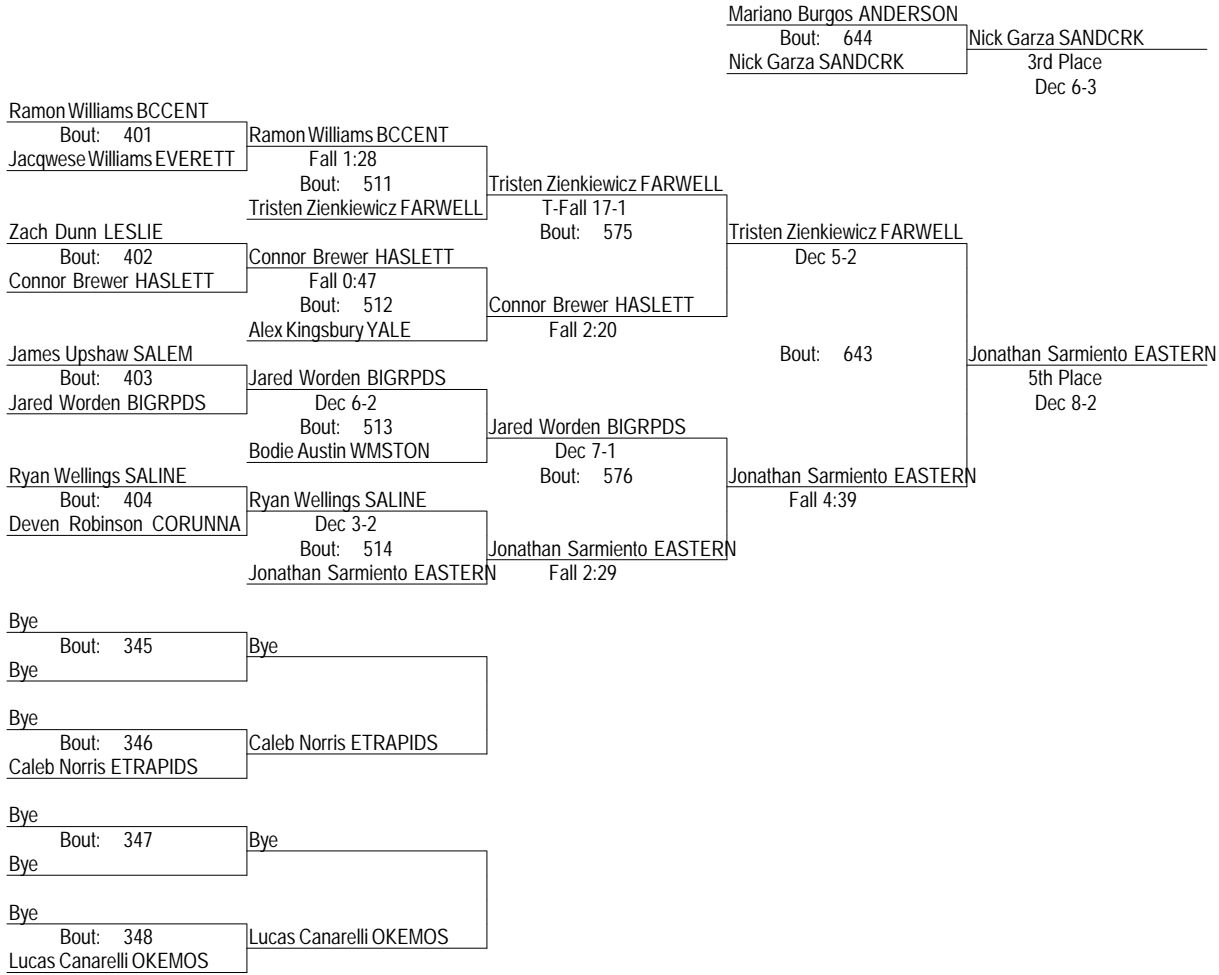 Mariano Burgos ANDERSON
Bout: 644
Nick Garza SANDCRK
Nick Garza SANDCRK
3rd Place
Dec 6-3
Ramon Williams BCCENT
Bout: 401
Jacqwese Williams EVERETT
Ramon Williams BCCENT
Fall 1:28
Bout: 511
Tristen Zienkiewicz FARWELL
Tristen Zienkiewicz FARWELL
T-Fall 17-1
Bout: 575
Zach Dunn LESLIE
Bout: 402
Connor Brewer HASLETT
Connor Brewer HASLETT
Fall 0:47
Bout: 512
Alex Kingsbury YALE
Connor Brewer HASLETT
Fall 2:20
Tristen Zienkiewicz FARWELL
Dec 5-2
Bout: 643
Jonathan Sarmiento EASTERN
5th Place
Dec 8-2
James Upshaw SALEM
Bout: 403
Jared Worden BIGRPDS
Jared Worden BIGRPDS
Dec 6-2
Bout: 513
Bodie Austin WMSTON
Jared Worden BIGRPDS
Dec 7-1
Bout: 576
Ryan Wellings SALINE
Bout: 404
Deven Robinson CORUNNA
Ryan Wellings SALINE
Dec 3-2
Bout: 514
Jonathan Sarmiento EASTERN
Jonathan Sarmiento EASTERN
Fall 2:29
Jonathan Sarmiento EASTERN
Fall 4:39
Bye
Bout: 345
Bye
Bye
Bye
Bout: 346
Caleb Norris ETRAPIDS
Caleb Norris ETRAPIDS
Bye
Bout: 347
Bye
Bye
Bye
Bout: 348
Lucas Canarelli OKEMOS
Lucas Canarelli OKEMOS